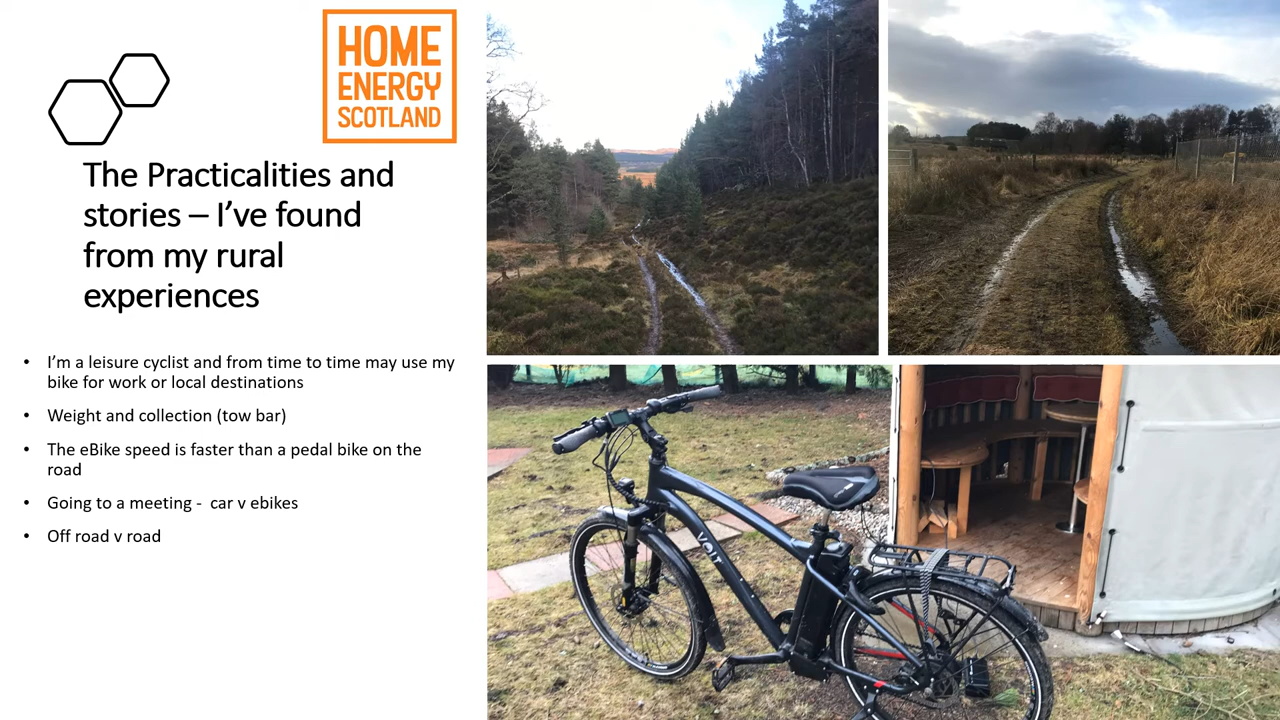 HOME
ENERGY
SCOTLAND
The Practicalities and
stories – I've found
from my rural
experiences
• I'm a leisure cyclist and from time to time may use my
bike for work or local destinations
• Weight and collection (tow bar)
• The eBike speed is faster than a pedal bike on the
road
• Going to a meeting - car v ebikes
• Off road v road
VOLT